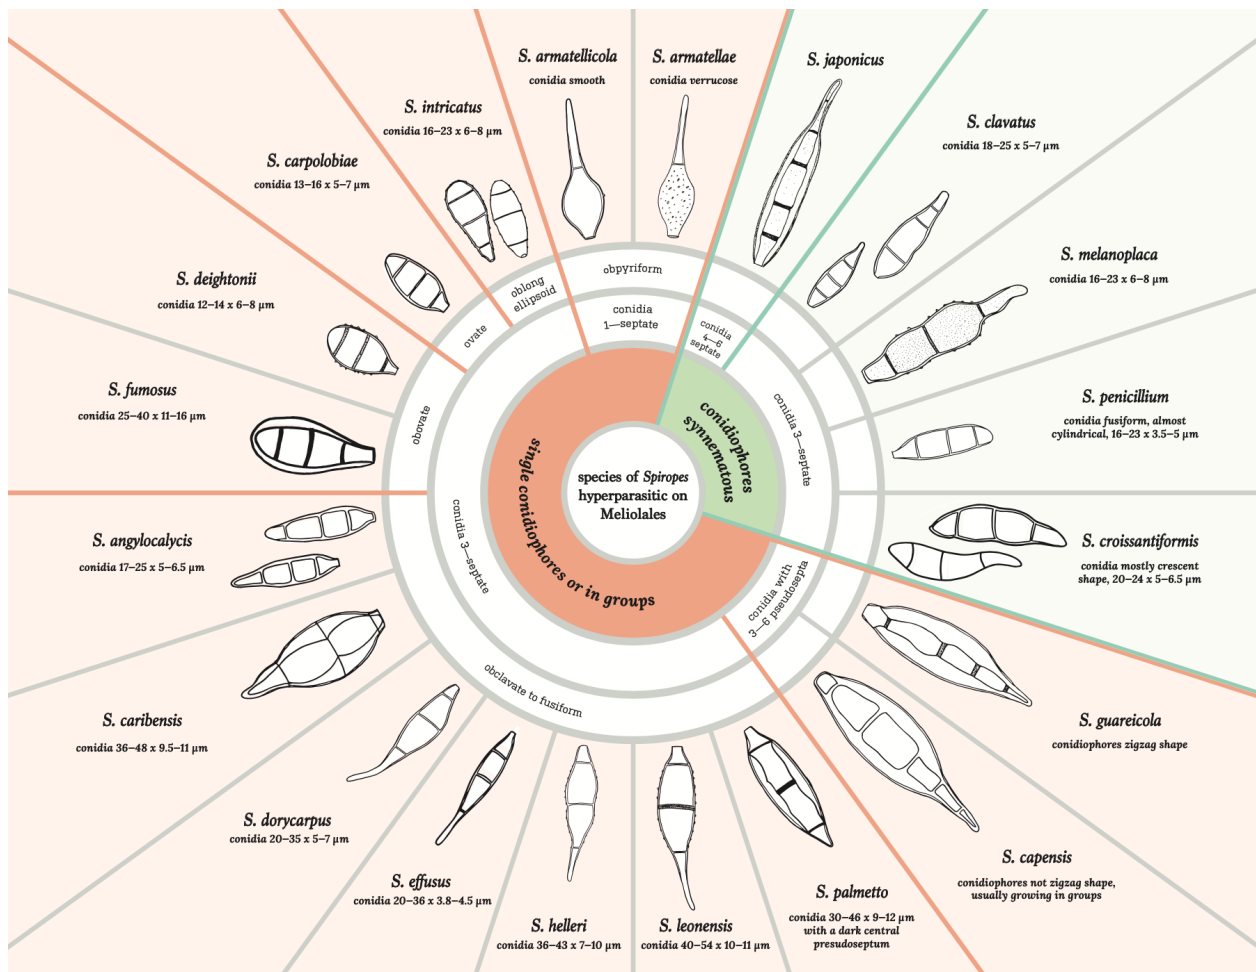 species of Spiropes
hyperparasitic on
Meliolales
conidiophores
synnematous
single conidiophores or in groups
conidia
1—septate
conidia
4—6
septate
conidia 3—septate
conidia with
3—6 pseudosepta
conidia 3—septate
obpyriform
oblong
ellipsoid
ovate
obovate
obclavate to fusiform
S. armatellicola
conidia smooth
S. armatellae
conidia verrucose
S. japonicus
S. clavatus
conidia 18—25 x 5—7 µm
S. melanoplaca
conidia 16—23 x 6—8 µm
S. penicillium
conidia fusiform, almost
cylindrical, 16—23 x 3.5—5 µm
S. croissantiformis
conidia mostly crescent
shape, 20—24 x 5—6.5 µm
S. guareicola
conidiophores zigzag shape
S. capensis
conidiophores not zigzag shape,
usually growing in groups
S. palmetto
conidia 30—46 x 9—12 µm
with a dark central
presudoseptum
S. leonensis
conidia 40—54 x 10—11 µm
S. helleri
conidia 36—43 x 7—10 µm
S. effusus
conidia 20—36 x 3.8—4.5 µm
S. dorycarpus
conidia 20—35 x 5—7 µm
S. caribensis
conidia 36—48 x 9.5—11 µm
S. angylocalycis
conidia 17—25 x 5—6.5 µm
S. fumosus
conidia 25—40 x 11—16 µm
S. deightonii
conidia 12—14 x 6—8 µm
S. carpolobiae
conidia 13—16 x 5—7 µm
S. intricatus
conidia 16—23 x 6—8 µm